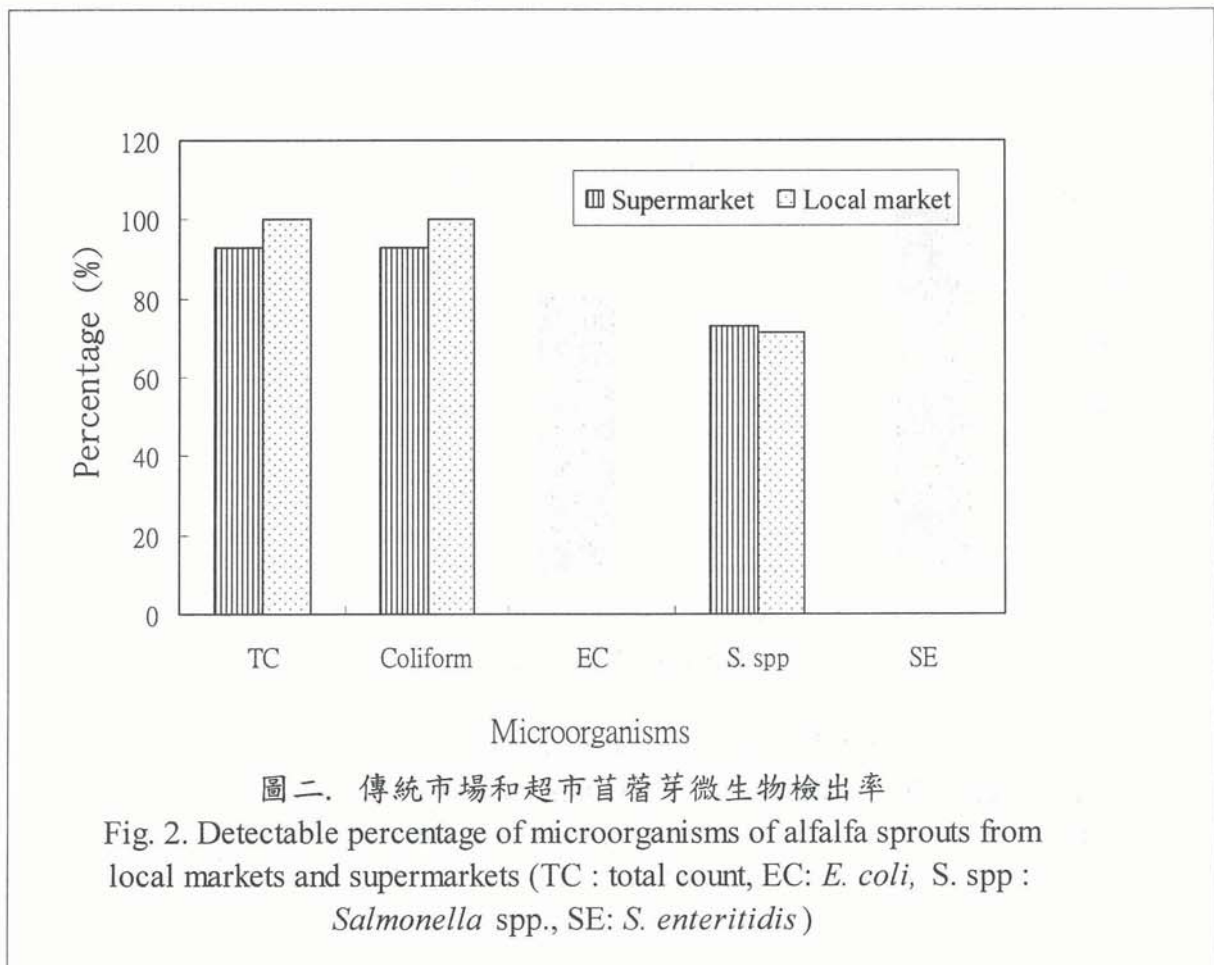 120
100
80
60
40
20
0
Percentage (%)
Supermarket Local market
TC Coliform EC S. spp SE
Microorganisms
圖二. 傳統市場和超市苜蓿芽微生物檢出率
Fig. 2. Detectable percentage of microorganisms of alfalfa sprouts from
local markets and supermarkets (TC : total count, EC: E. coli, S. spp :
Salmonella spp., SE: S. enteritidis )